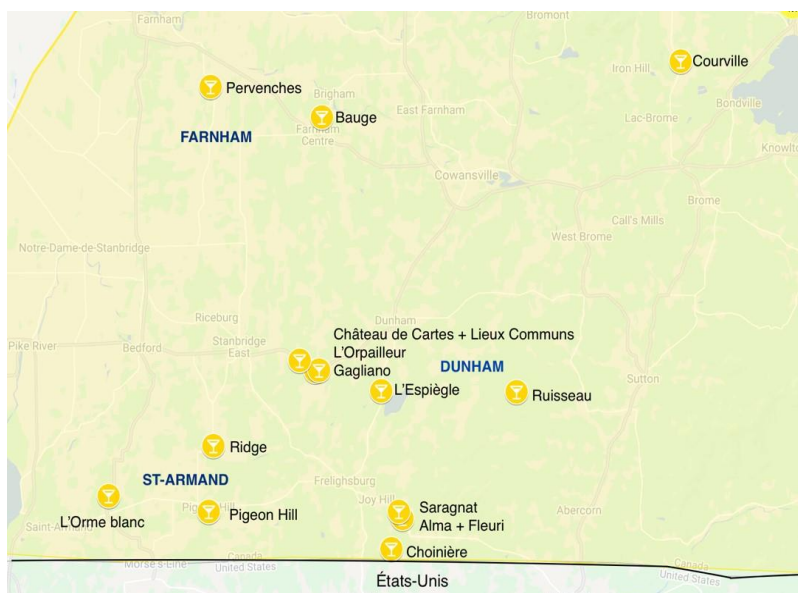 Farnham
Bromont
Courville
Iron Hill
Pervenches
Brigham
Bondville
East Farnham
Bauge
Lac-Brome
Farnham
Centre
FARNHAM
Knowlt
Cowansville
Brome
Call's Mills
West Brome
Notre-Dame-de-Stanbridge
Riceburg
Dunham
Château de Cartes + Lieux Communs
Stanbridge
East
L'Orpailleur
Pike River
Bedford
Gagliano
DUNHAM
Sutton
L'Espiègle
Ruisseau
Ridge
ST-ARMAND
Frelighsburg
Joy Hill
L'Orme blanc
Pigeon Hill
Saragnat
Abercorn
Saint-Armand
Alma + Fleuri
Choinière
Canada
United States
Morse's-Line
Canada
United States
États-Unis